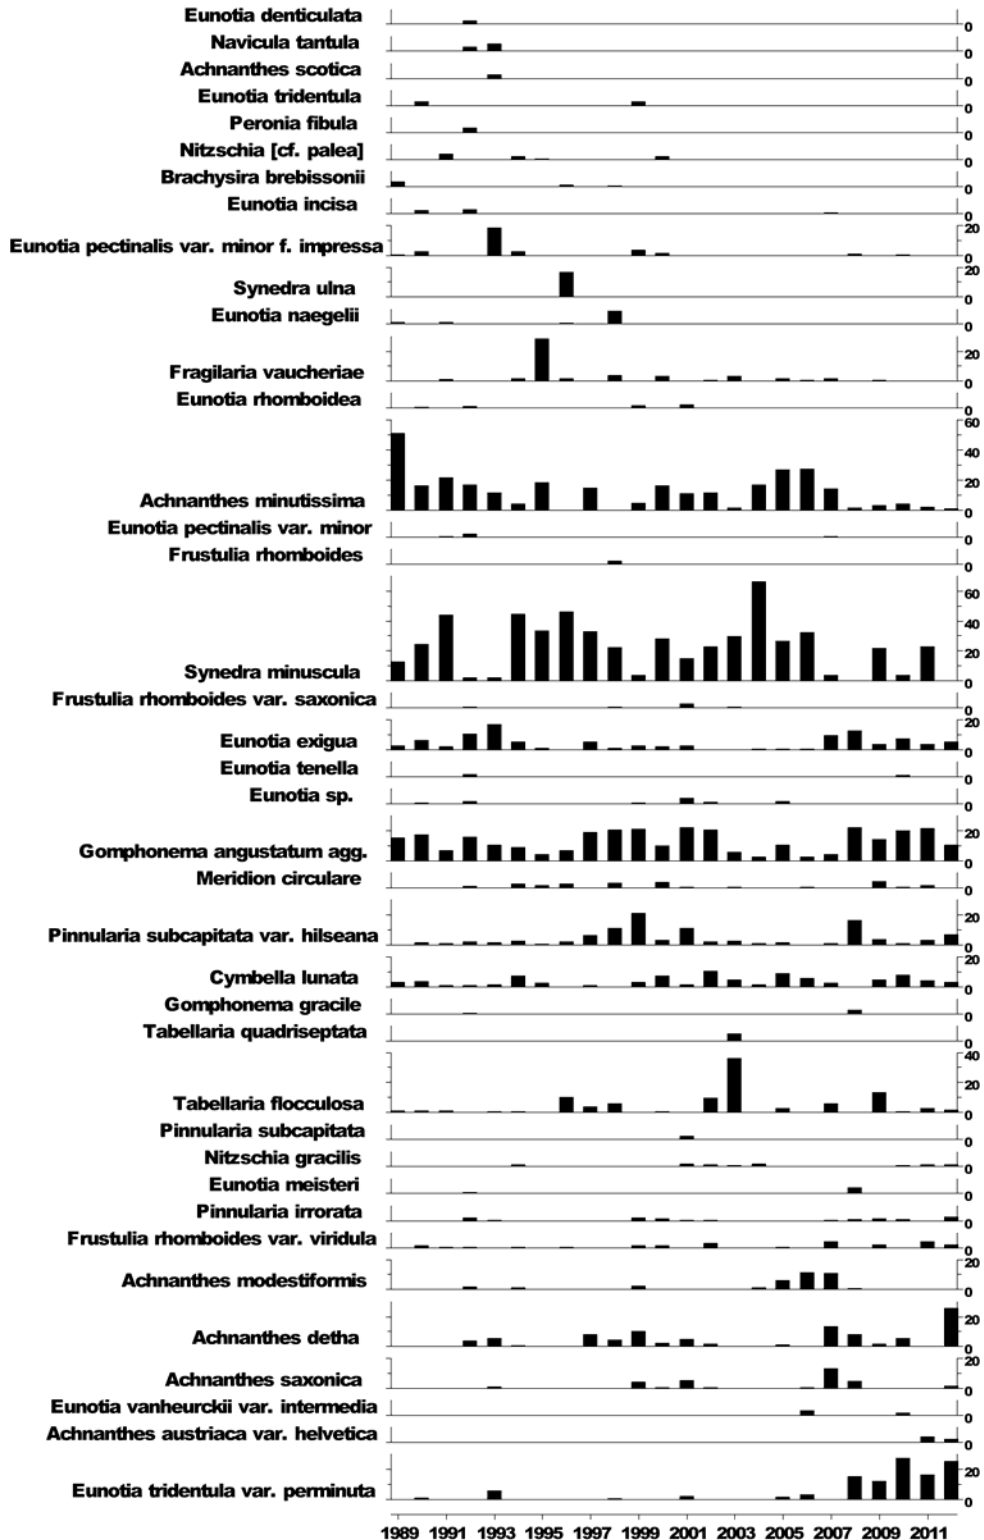 Eunotia denticulata 0
Navicula tantula 0
Achnanthes scotica 0
Eunotia tridentula 0
Peronia fibula 0
Nitzschia [cf. palea] 0
Brachysira brebissonii 0
Eunotia incisa 0
20
Eunotia pectinalis var. minor f. impressa 0
20
Synedra ulna 0
Eunotia naegelii 0
20
Fragilaria vaucheriae 0
Eunotia rhomboidea 0
60
40
20
Achnanthes minutissima 0
Eunotia pectinalis var. minor 0
Frustulia rhomboides 0
60
40
20
Synedra minuscula 0
Frustulia rhomboides var. saxonica 0
20
Eunotia exigua 0
Eunotia tenella 0
Eunotia sp. 0
20
Gomphonema angustatum agg. 0
Meridion circulare 0
20
Pinnularia subcapitata var. hilseana 0
20
Cymbella lunata 0
Gomphonema gracile 0
Tabellaria quadriseptata 0
40
20
Tabellaria flocculosa 0
Pinnularia subcapitata 0
Nitzschia gracilis 0
Eunotia meisteri 0
Pinnularia irrorata 0
Frustulia rhomboides var. viridula 0
20
Achnanthes modestiformis 0
20
Achnanthes detha 0
20
Achnanthes saxonica 0
Eunotia vanheurckii var. intermedia 0
Achnanthes austriaca var. helvetica 0
20
Eunotia tridentula var. perminuta 0
1989 1991 1993 1995 1997 1999 2001 2003 2005 2007 2009 2011